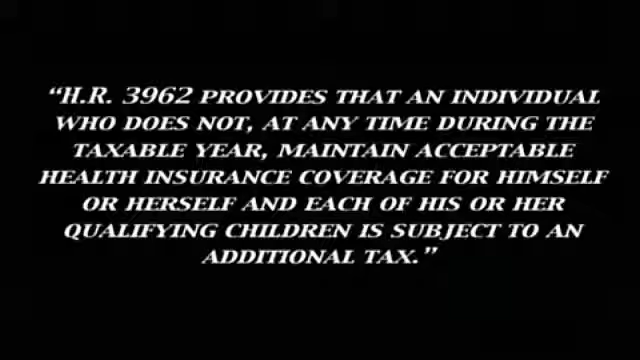 “H.R. 3962 PROVIDES THAT AN INDIVIDUAL
WHO DOES NOT, AT ANY TIME DURING THE
TAXABLE YEAR, MAINTAIN ACCEPTABLE
HEALTH INSURANCE COVERAGE FOR HIMSELF
OR HERSELF AND EACH OF HIS OR HER
QUALIFYING CHILDREN IS SUBJECT TO AN
ADDITIONAL TAX.”